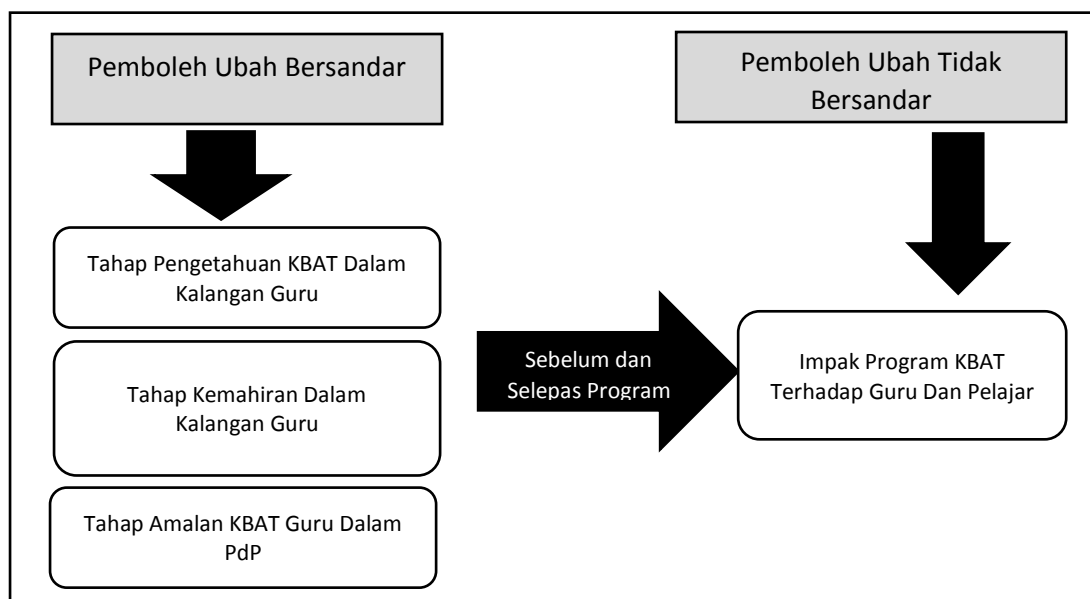 Pemboleh Ubah Bersandar
Pemboleh Ubah Tidak
Bersandar
Tahap Pengetahuan KBAT Dalam
Kalangan Guru
Tahap Kemahiran Dalam
Kalangan Guru
Tahap Amalan KBAT Guru Dalam
PdP
Sebelum dan
Selepas Program
Impak Program KBAT
Terhadap Guru Dan Pelajar